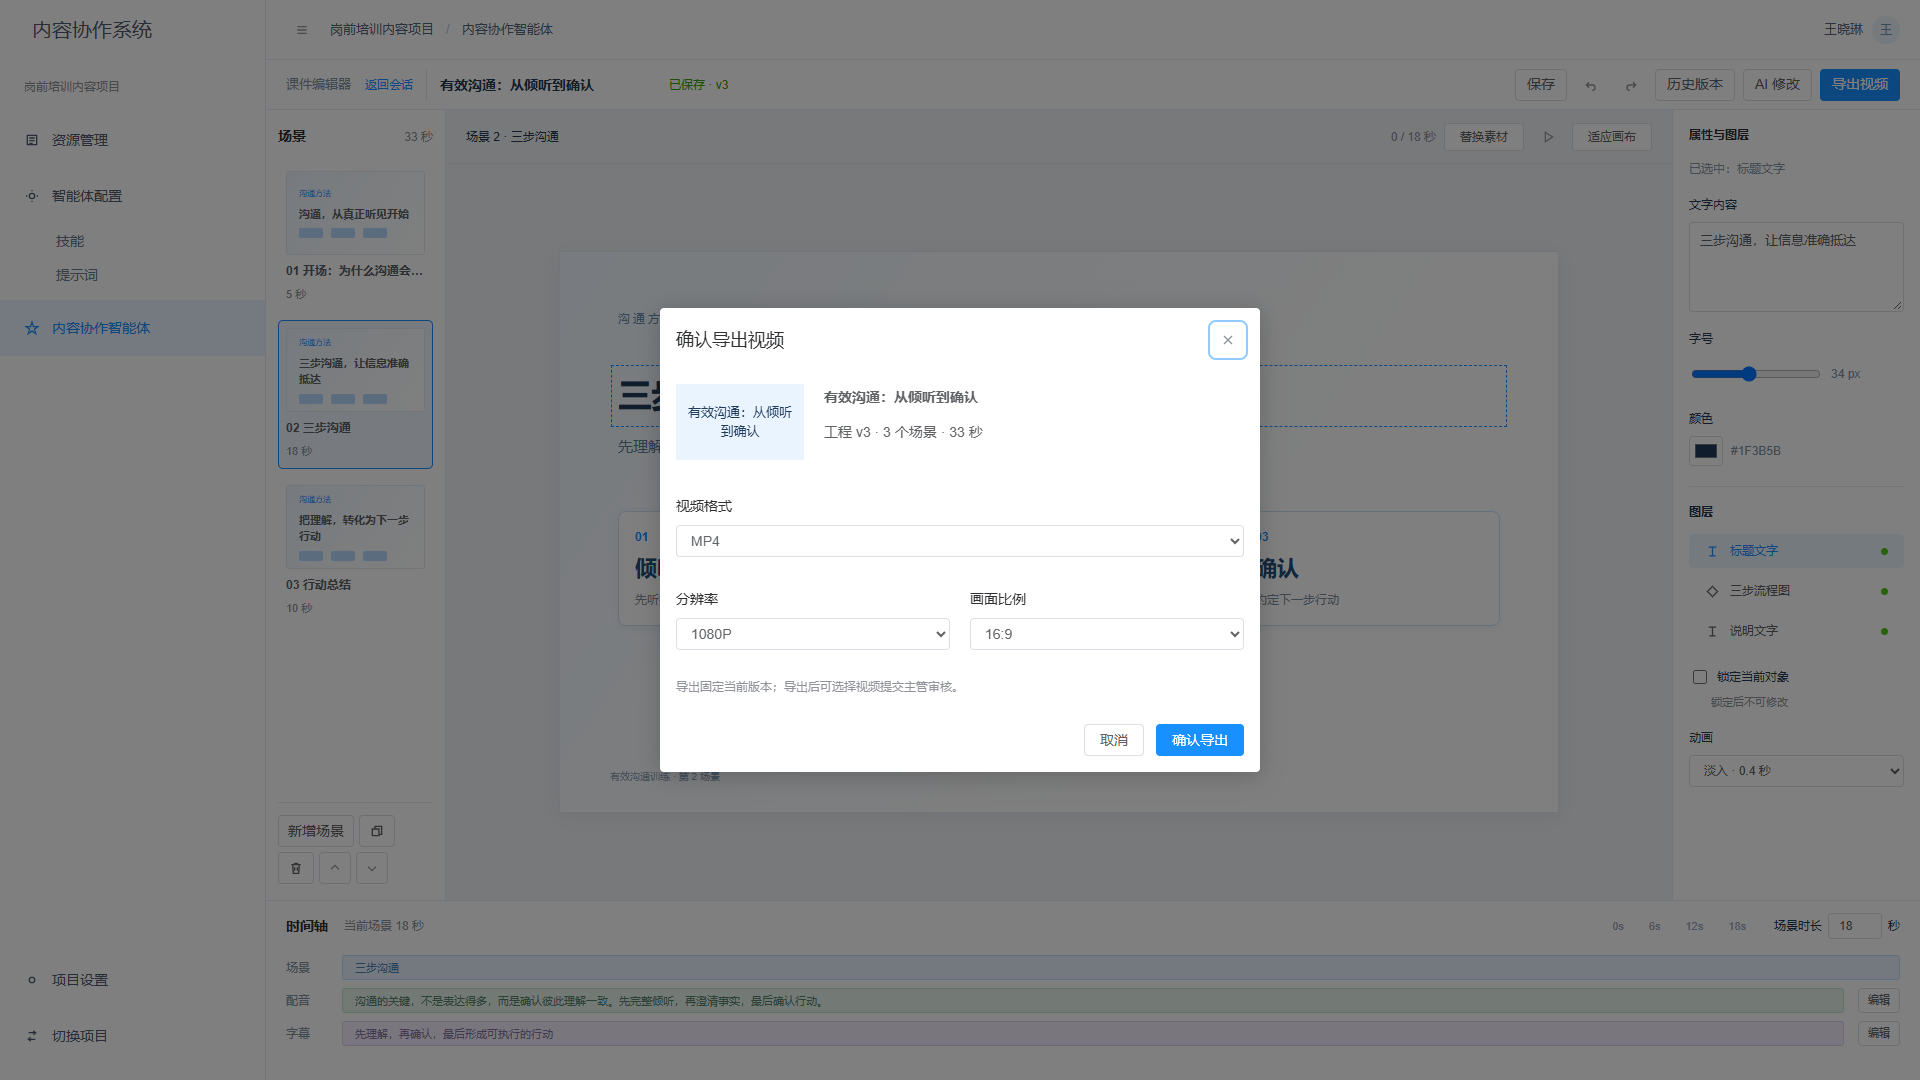 内容协作系统
岗前培训内容项目
资源管理
智能体配置
技能
提示词
内容协作智能体
项目设置
切换项目
岗前培训内容项目 / 内容协作智能体
王晓琳 王
课件编辑器 返回会话 有效沟通：从倾听到确认 已保存 · v3
保存 历史版本 AI 修改 导出视频
场景 33 秒
沟通方法
沟通，从真正听见开始
01 开场：为什么沟通会...
5 秒
沟通方法
三步沟通，让信息准确
抵达
02 三步沟通
18 秒
沟通方法
把理解，转化为下一步
行动
03 行动总结
10 秒
新增场景
场景 2 · 三步沟通
0 / 18 秒 替换素材 适应画布
沟通方
三步
先理解
01
倾
先听
03
确认
约定下一步行动
有效沟通训练 · 第 2 场景
确认导出视频
有效沟通：从倾听
到确认
有效沟通：从倾听到确认
工程 v3 · 3 个场景 · 33 秒
视频格式
MP4
分辨率
1080P
画面比例
16:9
导出固定当前版本；导出后可选择视频提交主管审核。
取消 确认导出
属性与图层
已选中：标题文字
文字内容
三步沟通，让信息准确抵达
字号
34 px
颜色
#1F3B5B
图层
标题文字
三步流程图
说明文字
锁定当前对象
锁定后不可修改
动画
淡入 · 0.4 秒
时间轴 当前场景 18 秒
0s 6s 12s 18s 场景时长 18 秒
场景 三步沟通
配音 沟通的关键，不是表达得多，而是确认彼此理解一致。先完整倾听，再澄清事实，最后确认行动。 编辑
字幕 先理解，再确认，最后形成可执行的行动 编辑